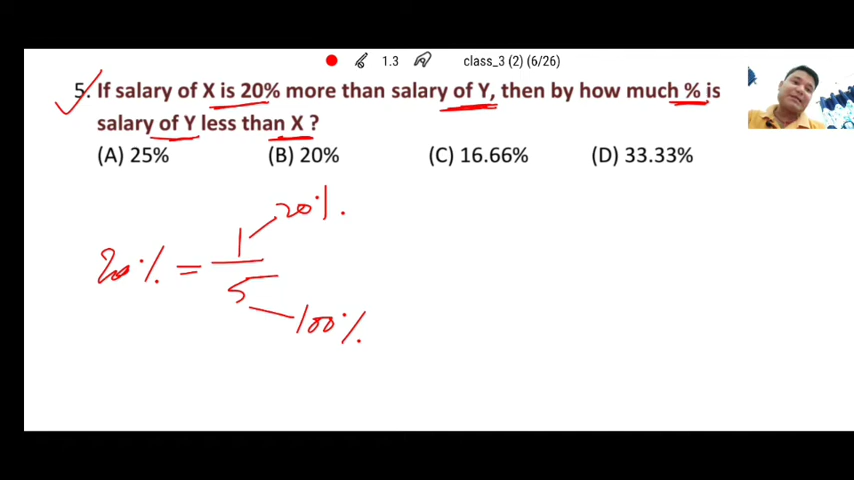 1.3 class_3 (2) (6/26)
5. If salary of X is 20% more than salary of Y, then by how much % is
salary of Y less than X ?
(A) 25% (B) 20% (C) 16.66% (D) 33.33%
20%.
20% = 1/5
100%.